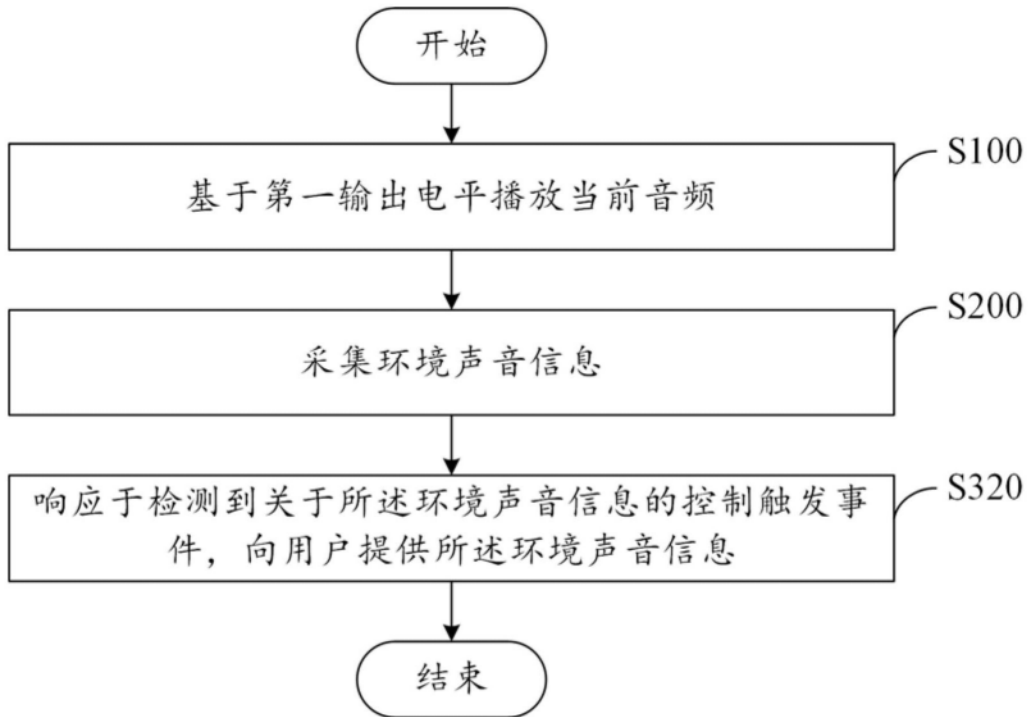 开始
S100
基于第一输出电平播放当前音频
S200
采集环境声音信息
S320
响应于检测到关于所述环境声音信息的控制触发事
件，向用户提供所述环境声音信息
结束